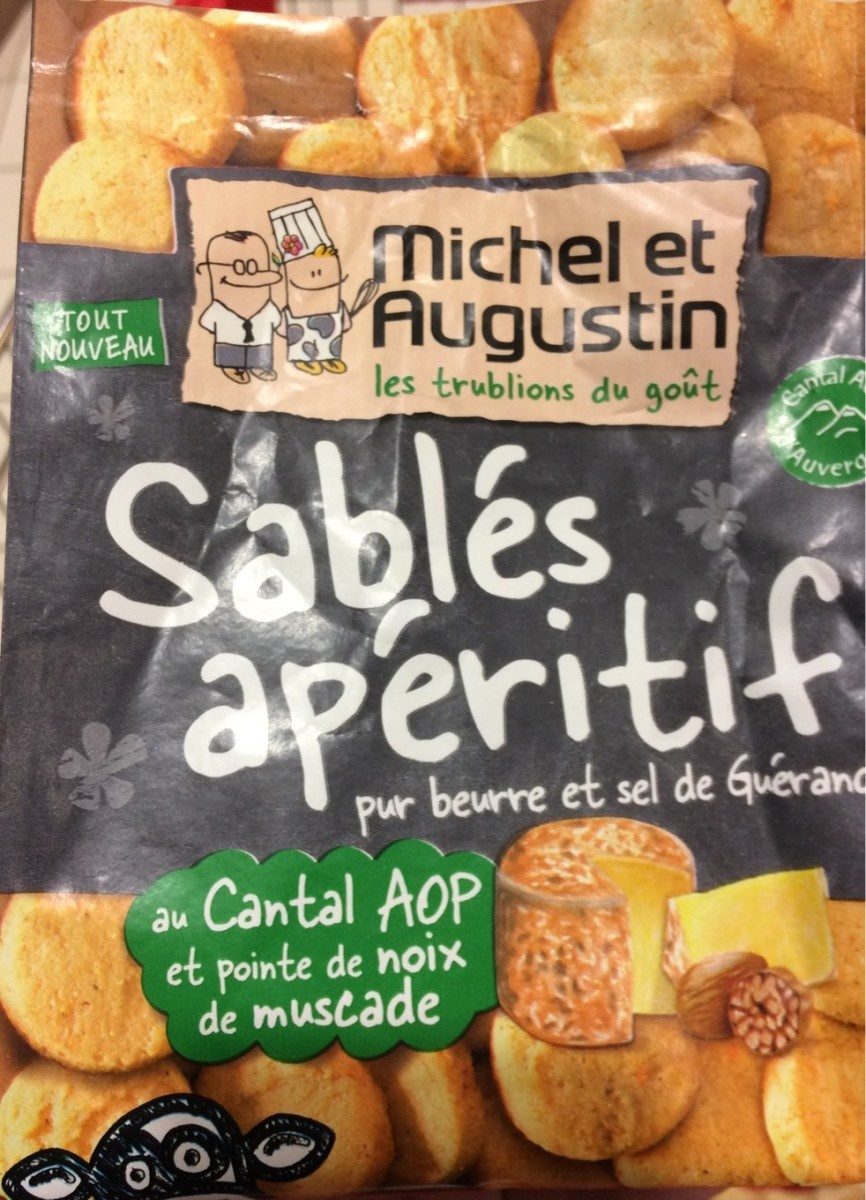 Michel et
Augustin
les trublions du goût
TOUT
NOUVEAU
Cantal
Sablés
apéritif
pur beurre et sel de
au Cantal AOP
et pointe de noix
de muscade